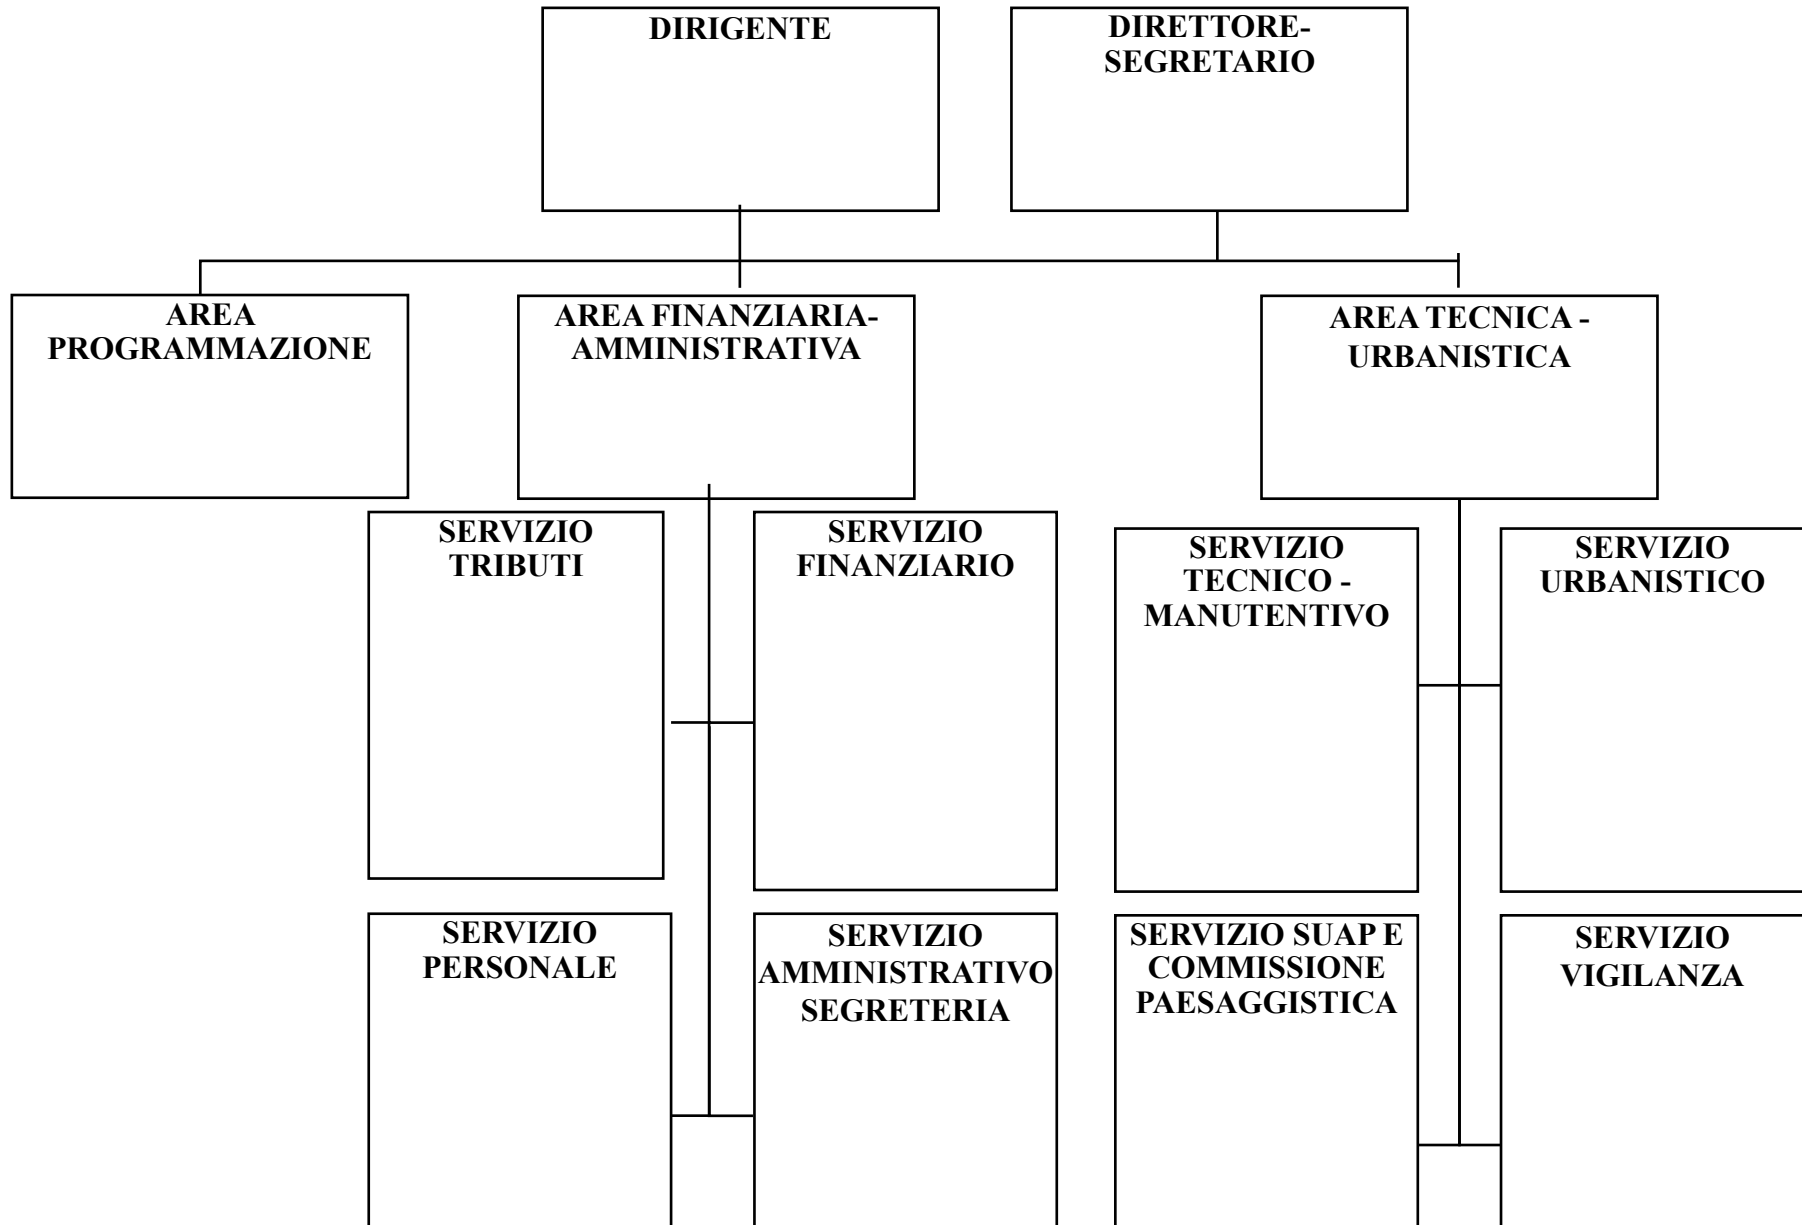 DIRIGENTE
DIRETTORE-
SEGRETARIO
AREA
PROGRAMMAZIONE
AREA FINANZIARIA-
AMMINISTRATIVA
AREA TECNICA -
URBANISTICA
SERVIZIO
TRIBUTI
SERVIZIO
FINANZIARIO
SERVIZIO
TECNICO -
MANUTENTIVO
SERVIZIO
URBANISTICO
SERVIZIO
PERSONALE
SERVIZIO
AMMINISTRATIVO
SEGRETERIA
SERVIZIO SUAP E
COMMISSIONE
PAESAGGISTICA
SERVIZIO
VIGILANZA